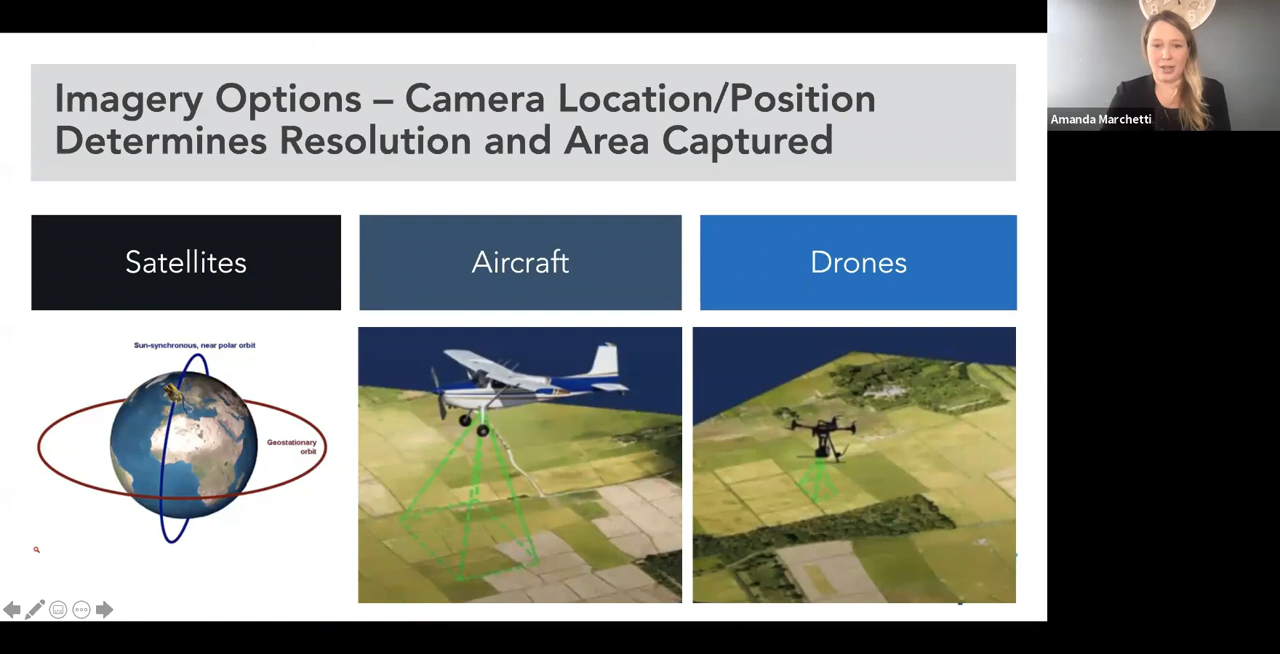 Imagery Options – Camera Location/Position
Determines Resolution and Area Captured
Amanda Marchetti
Satellites
Aircraft
Drones
Sun-synchronous, near polar orbit
Geostationary
orbit